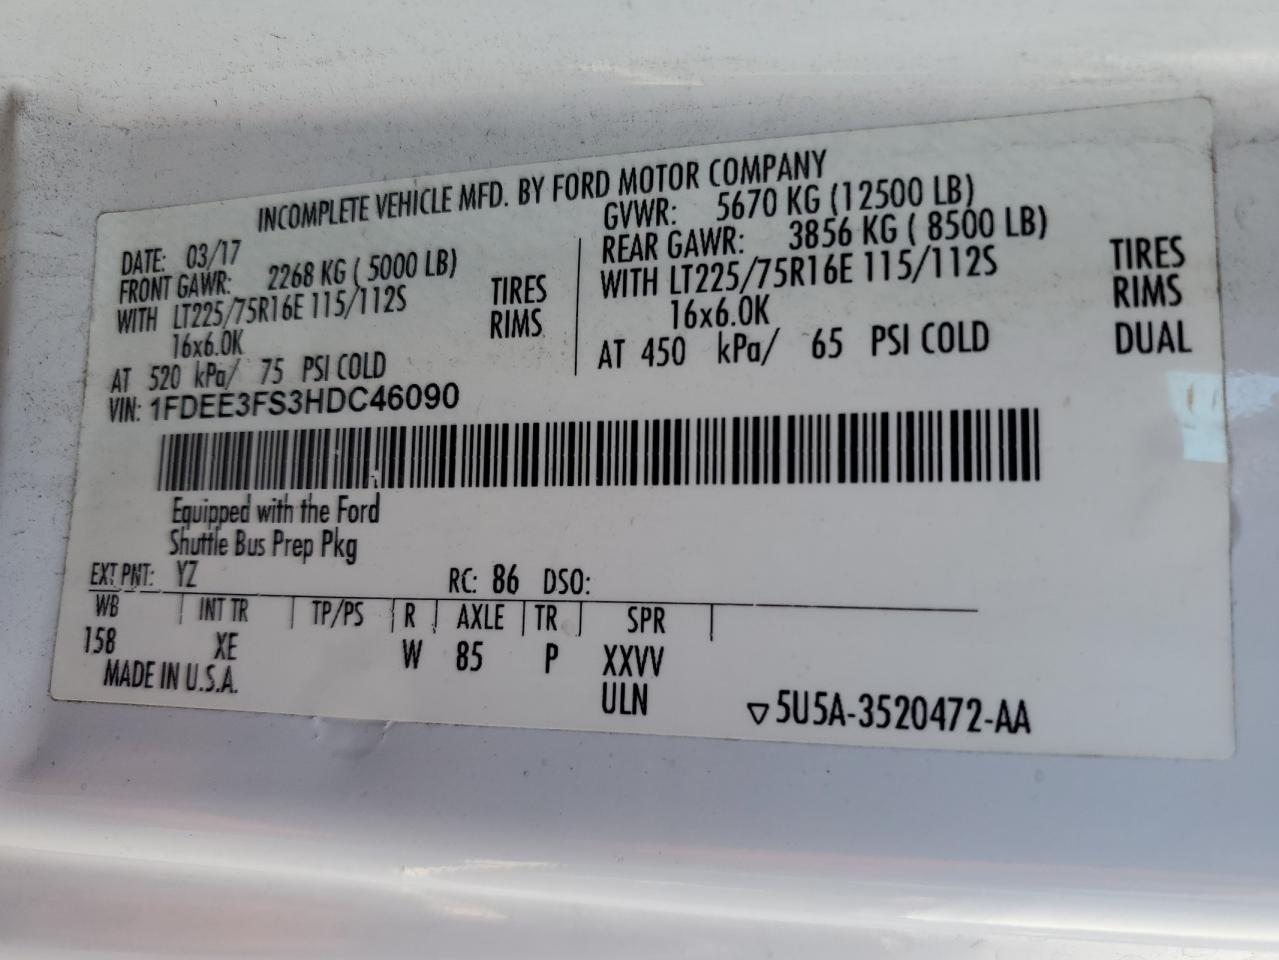 INCOMPLETE VEHICLE MFD. BY FORD MOTOR COMPANY
DATE: 03/17
GVWR: 5670 KG (12500 LB)
FRONT GAWR: 2268 KG ( 5000 LB)
REAR GAWR: 3856 KG ( 8500 LB)
WITH LT225/75R16E 115/112S TIRES
WITH LT225/75R16E 115/112S TIRES
16x6.0K RIMS
16x6.0K RIMS
AT 520 kPa/ 75 PSI COLD
AT 450 kPa/ 65 PSI COLD DUAL
VIN: 1FDEE3FS3HDC46090
Equipped with the Ford
Shuttle Bus Prep Pkg
EXT PNT: YZ RC: 86 DSO:
WB INT TR TP/PS R AXLE TR SPR
158 XE W 85 P XXVV
MADE IN U.S.A. ULN
▽5U5A-3520472-AA